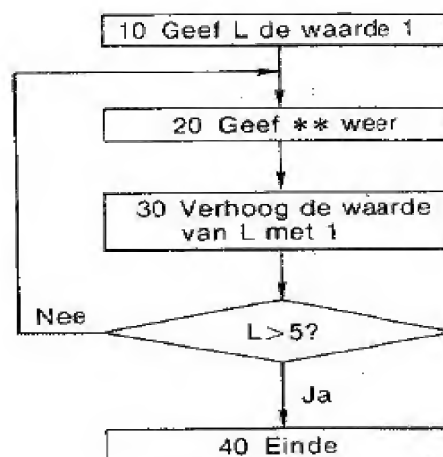 10 Geef L de waarde 1
20 Geef ** weer
30 Verhoog de waarde
van L met 1
Nee
L>5?
Ja
40 Einde